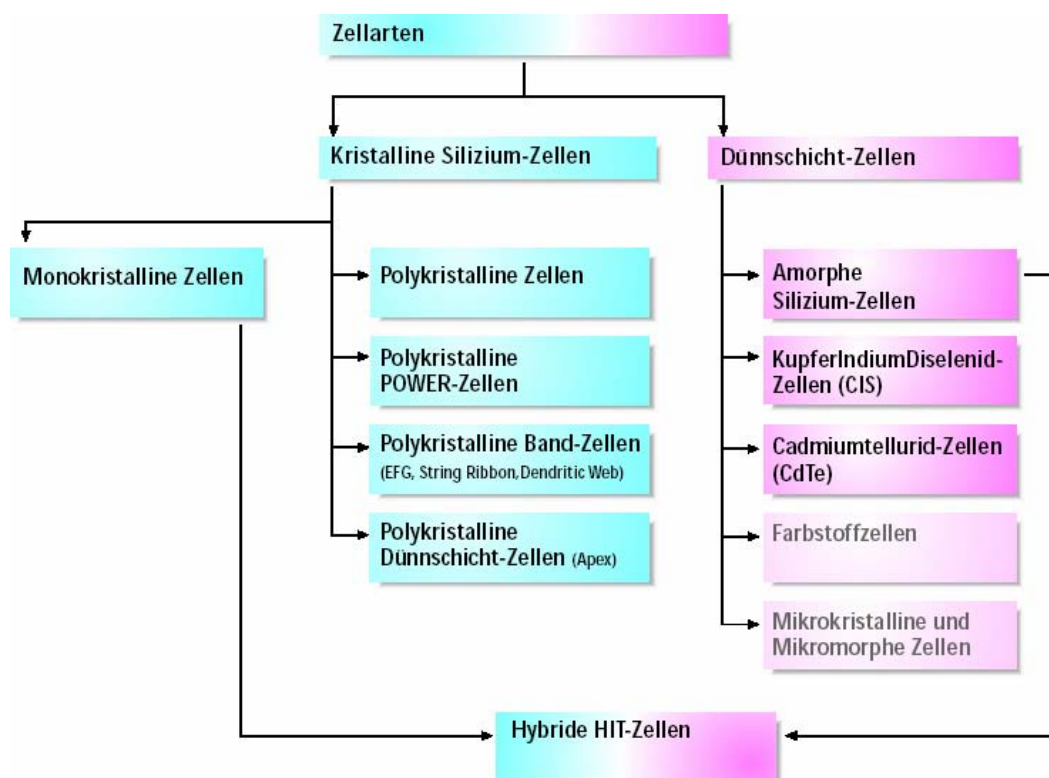 Zellarten
Kristalline Silizium-Zellen
Dünnschicht-Zellen
Monokristalline Zellen
Polykristalline Zellen
Polykristalline
POWER-Zellen
Polykristalline Band-Zellen
(EFG, String Ribbon,Dendritic Web)
Polykristalline
Dünnschicht-Zellen (Apex)
Amorphe
Silizium-Zellen
KupferIndiumDiselenid-
Zellen (CIS)
Cadmiumtellurid-Zellen
(CdTe)
Farbstoffzellen
Mikrokristalline und
Mikromorphe Zellen
Hybride HIT-Zellen